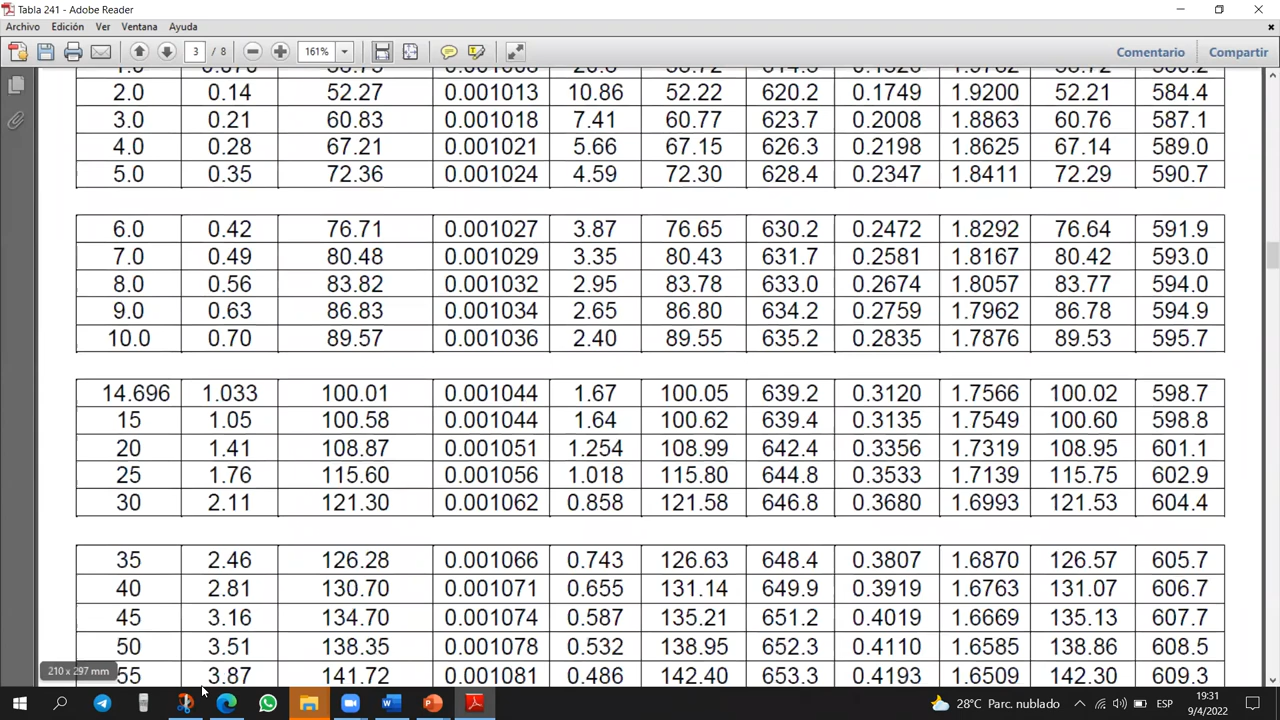 Tabla 241 - Adobe Reader
Archivo Edición Ver Ventana Ayuda
3 / 8 161% Comentario Compartir
2.0 0.14 52.27 0.001013 10.86 52.22 620.2 0.1749 1.9200 52.21 584.4
3.0 0.21 60.83 0.001018 7.41 60.77 623.7 0.2008 1.8863 60.76 587.1
4.0 0.28 67.21 0.001021 5.66 67.15 626.3 0.2198 1.8625 67.14 589.0
5.0 0.35 72.36 0.001024 4.59 72.30 628.4 0.2347 1.8411 72.29 590.7
6.0 0.42 76.71 0.001027 3.87 76.65 630.2 0.2472 1.8292 76.64 591.9
7.0 0.49 80.48 0.001029 3.35 80.43 631.7 0.2581 1.8167 80.42 593.0
8.0 0.56 83.82 0.001032 2.95 83.78 633.0 0.2674 1.8057 83.77 594.0
9.0 0.63 86.83 0.001034 2.65 86.80 634.2 0.2759 1.7962 86.78 594.9
10.0 0.70 89.57 0.001036 2.40 89.55 635.2 0.2835 1.7876 89.53 595.7
14.696 1.033 100.01 0.001044 1.67 100.05 639.2 0.3120 1.7566 100.02 598.7
15 1.05 100.58 0.001044 1.64 100.62 639.4 0.3135 1.7549 100.60 598.8
20 1.41 108.87 0.001051 1.254 108.99 642.4 0.3356 1.7319 108.95 601.1
25 1.76 115.60 0.001056 1.018 115.80 644.8 0.3533 1.7139 115.75 602.9
30 2.11 121.30 0.001062 0.858 121.58 646.8 0.3680 1.6993 121.53 604.4
35 2.46 126.28 0.001066 0.743 126.63 648.4 0.3807 1.6870 126.57 605.7
40 2.81 130.70 0.001071 0.655 131.14 649.9 0.3919 1.6763 131.07 606.7
45 3.16 134.70 0.001074 0.587 135.21 651.2 0.4019 1.6669 135.13 607.7
50 3.51 138.35 0.001078 0.532 138.95 652.3 0.4110 1.6585 138.86 608.5
55 3.87 141.72 0.001081 0.486 142.40 653.3 0.4193 1.6509 142.30 609.3
210 x 297 mm
28°C Parc. nublado ESP 19:31
9/4/2022